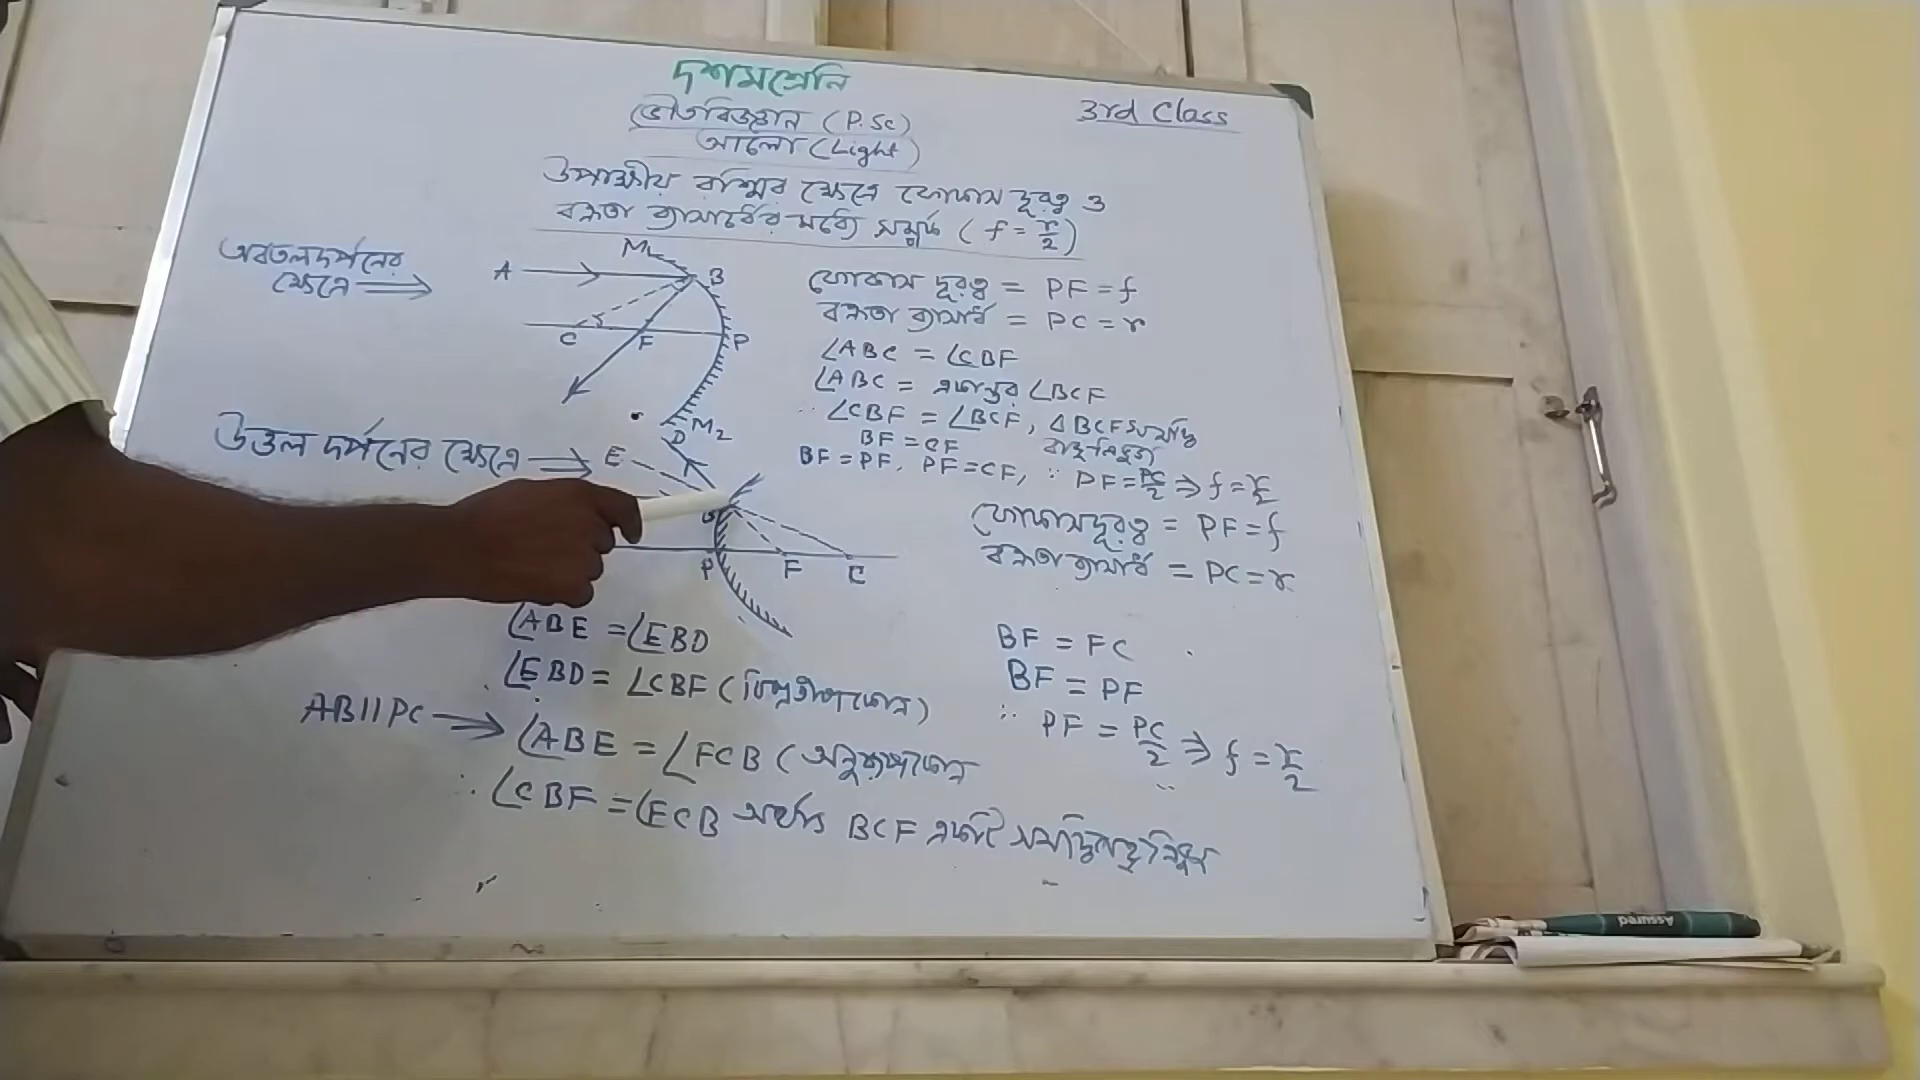 দশমশ্রেনি
ভৌতবিজ্ঞান (P.Sc)
3rd Class
আলো (Light)
উপাক্ষীয় রশ্মির ক্ষেত্রে ফোকাস দূরত্ব ও
বক্রতা ব্যাসার্ধের মধ্যে সম্পর্ক ( f = r/2 )
অবতল দর্পনের
ক্ষেত্রে ⇒
M₁
A
B
C
F
P
M₂
ফোকাস দূরত্ব = PF = f
বক্রতা ব্যাসার্ধ = PC = r
∠ABC = ∠CBF
∠ABC = একান্তর ∠BCF
∴ ∠CBF = ∠BCF, △BCF সমদ্বি
বাহু ত্রিভুজ
BF = CF
BF = PF, PF = CF, ∵ PF = PC/2 ⇒ f = r/2
উত্তল দর্পনের ক্ষেত্রে ⇒
E
D
B
P
F
C
ফোকাসদূরত্ব = PF = f
বক্রতা ব্যাসার্ধ = PC = r
∠ABE = ∠EBD
∠EBD = ∠CBF (বিপ্রতীপ কোন)
AB||PC → ∠ABE = ∠FCB (অনুরূপ কোন
∴ ∠CBF = ∠FCB অর্থাৎ BCF একটি সমদ্বিবাহু ত্রিভুজ
BF = FC
BF = PF
∴ PF = PC/2 ⇒ f = r/2
Assured